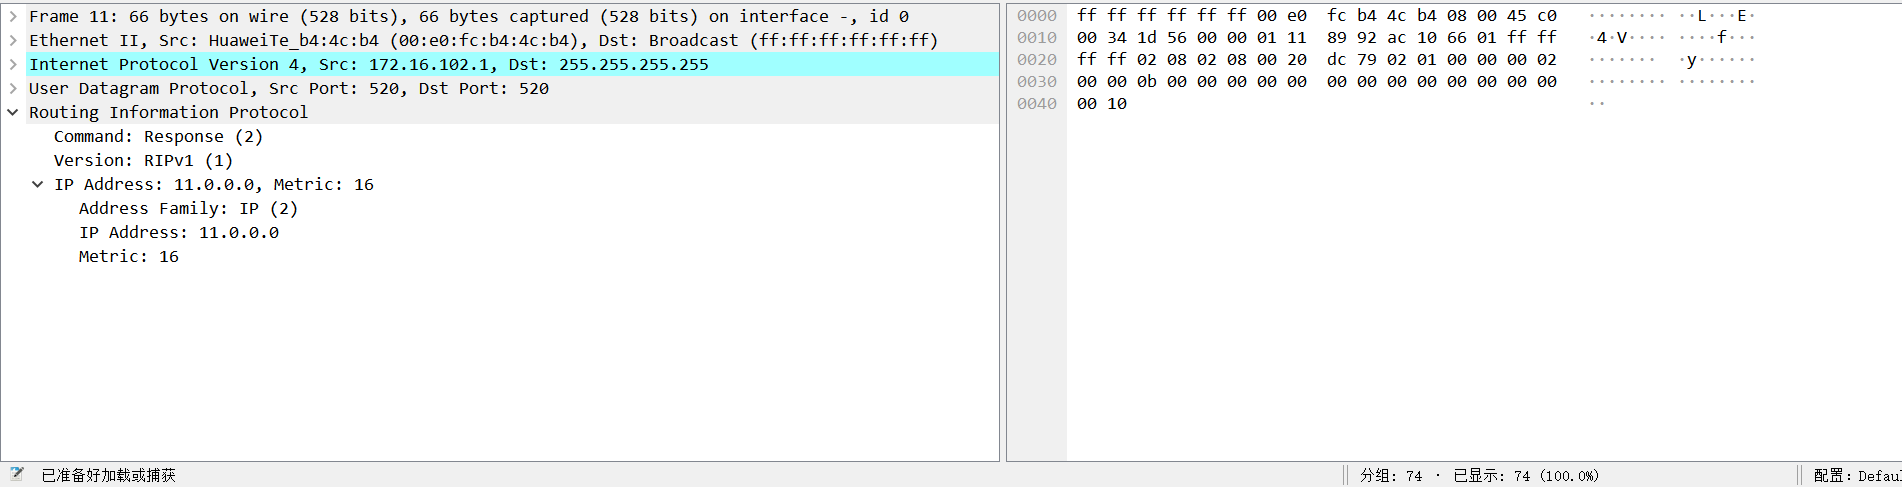 Frame 11: 66 bytes on wire (528 bits), 66 bytes captured (528 bits) on interface -, id 0
Ethernet II, Src: HuaweiTe_b4:4c:b4 (00:e0:fc:b4:4c:b4), Dst: Broadcast (ff:ff:ff:ff:ff:ff)
Internet Protocol Version 4, Src: 172.16.102.1, Dst: 255.255.255.255
User Datagram Protocol, Src Port: 520, Dst Port: 520
Routing Information Protocol
Command: Response (2)
Version: RIPv1 (1)
IP Address: 11.0.0.0, Metric: 16
Address Family: IP (2)
IP Address: 11.0.0.0
Metric: 16
0000 ff ff ff ff ff ff 00 e0 fc b4 4c b4 08 00 45 c0 ········ ··L···E·
0010 00 34 1d 56 00 00 01 11 89 92 ac 10 66 01 ff ff ·4·V···· ····f···
0020 ff ff 02 08 02 08 00 20 dc 79 02 01 00 00 00 02 ······· ·y······
0030 00 00 0b 00 00 00 00 00 00 00 00 00 00 00 00 00 ········ ········
0040 00 10 ··
已准备好加载或捕获
分组: 74 · 已显示: 74 (100.0%)
配置: Defau